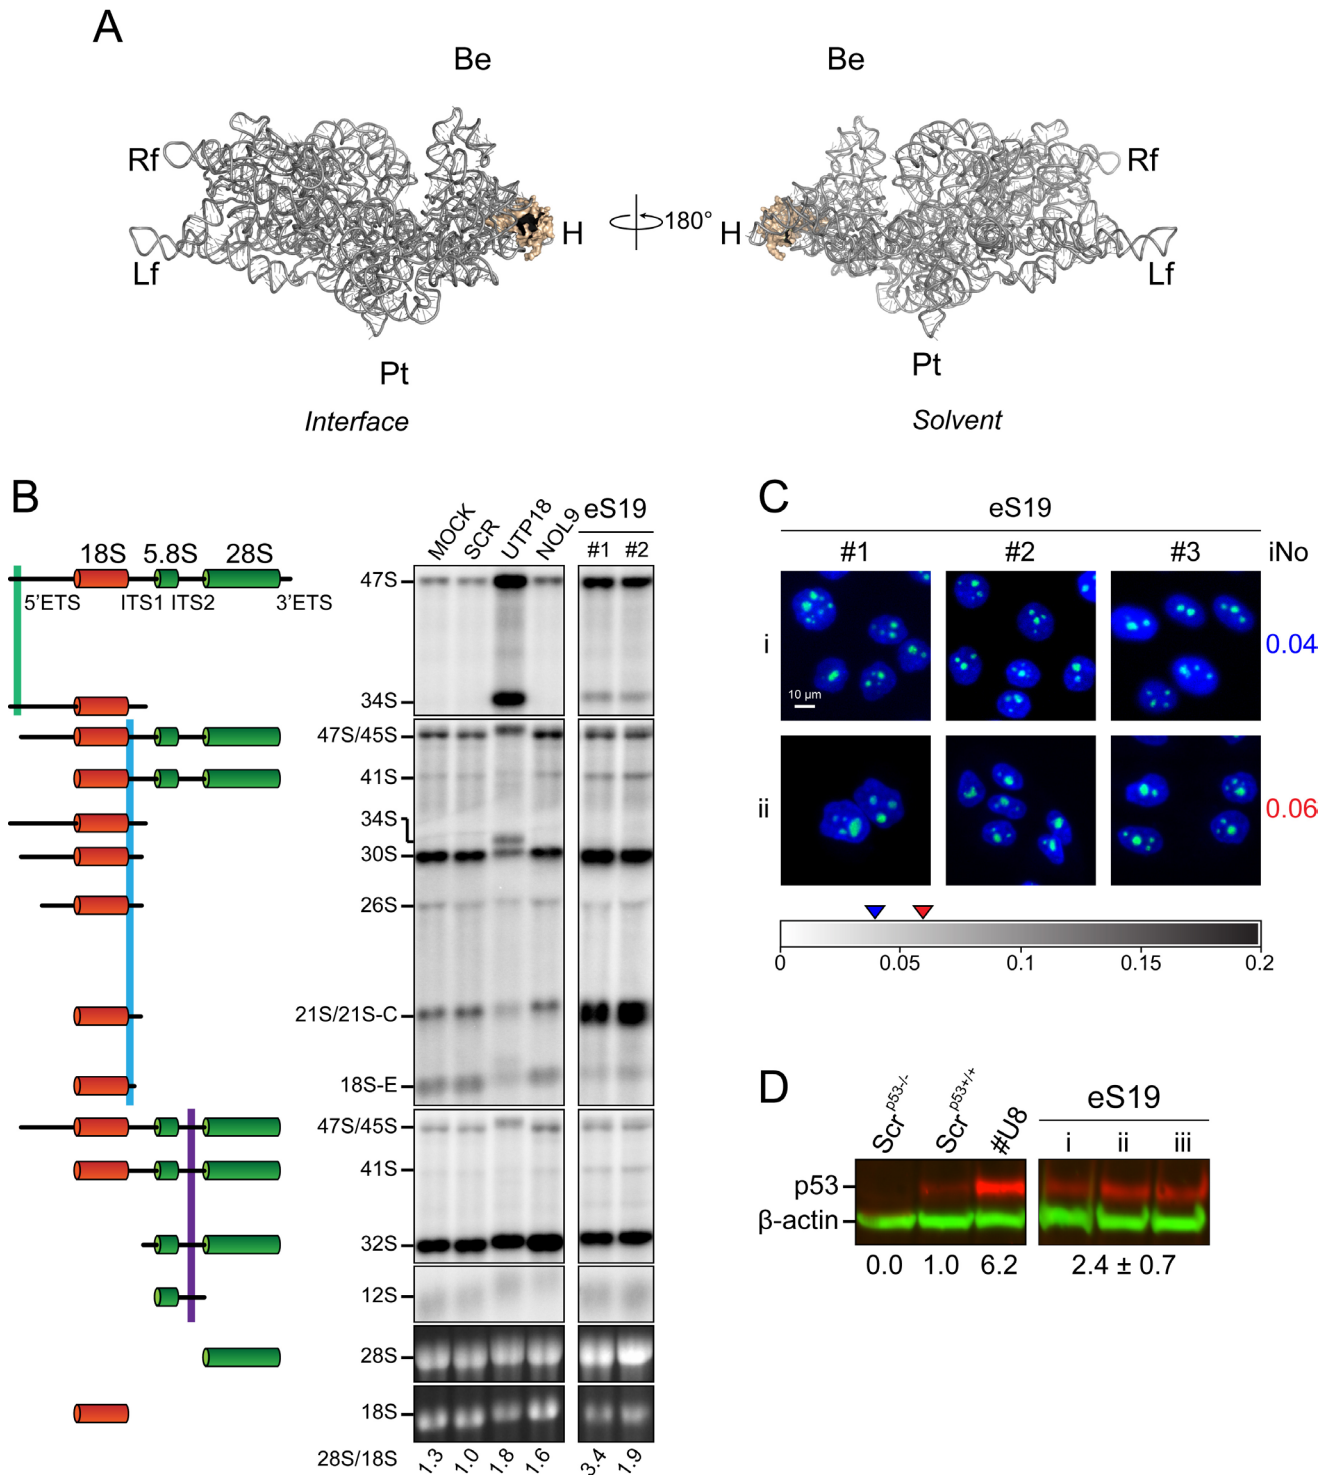 A
Be
Be
Rf
Rf
H
180°
H
Lf
Lf
Pt
Pt
Interface
Solvent
B
18S 5.8S 28S
5'ETS ITS1 ITS2 3'ETS
MOCK SCR UTP18 NOL9 eS19
#1 #2
47S
34S
47S/45S
41S
34S
30S
26S
21S/21S-C
18S-E
47S/45S
41S
32S
12S
28S
18S
28S/18S 1.3 1.0 1.8 1.6 3.4 1.9
C
eS19
#1 #2 #3 iNo
i 0.04
10 µm
ii 0.06
0 0.05 0.1 0.15 0.2
D
Scr p53-/- Scr p53+/+ #U8 eS19
i ii iii
p53
β-actin
0.0 1.0 6.2 2.4 ± 0.7